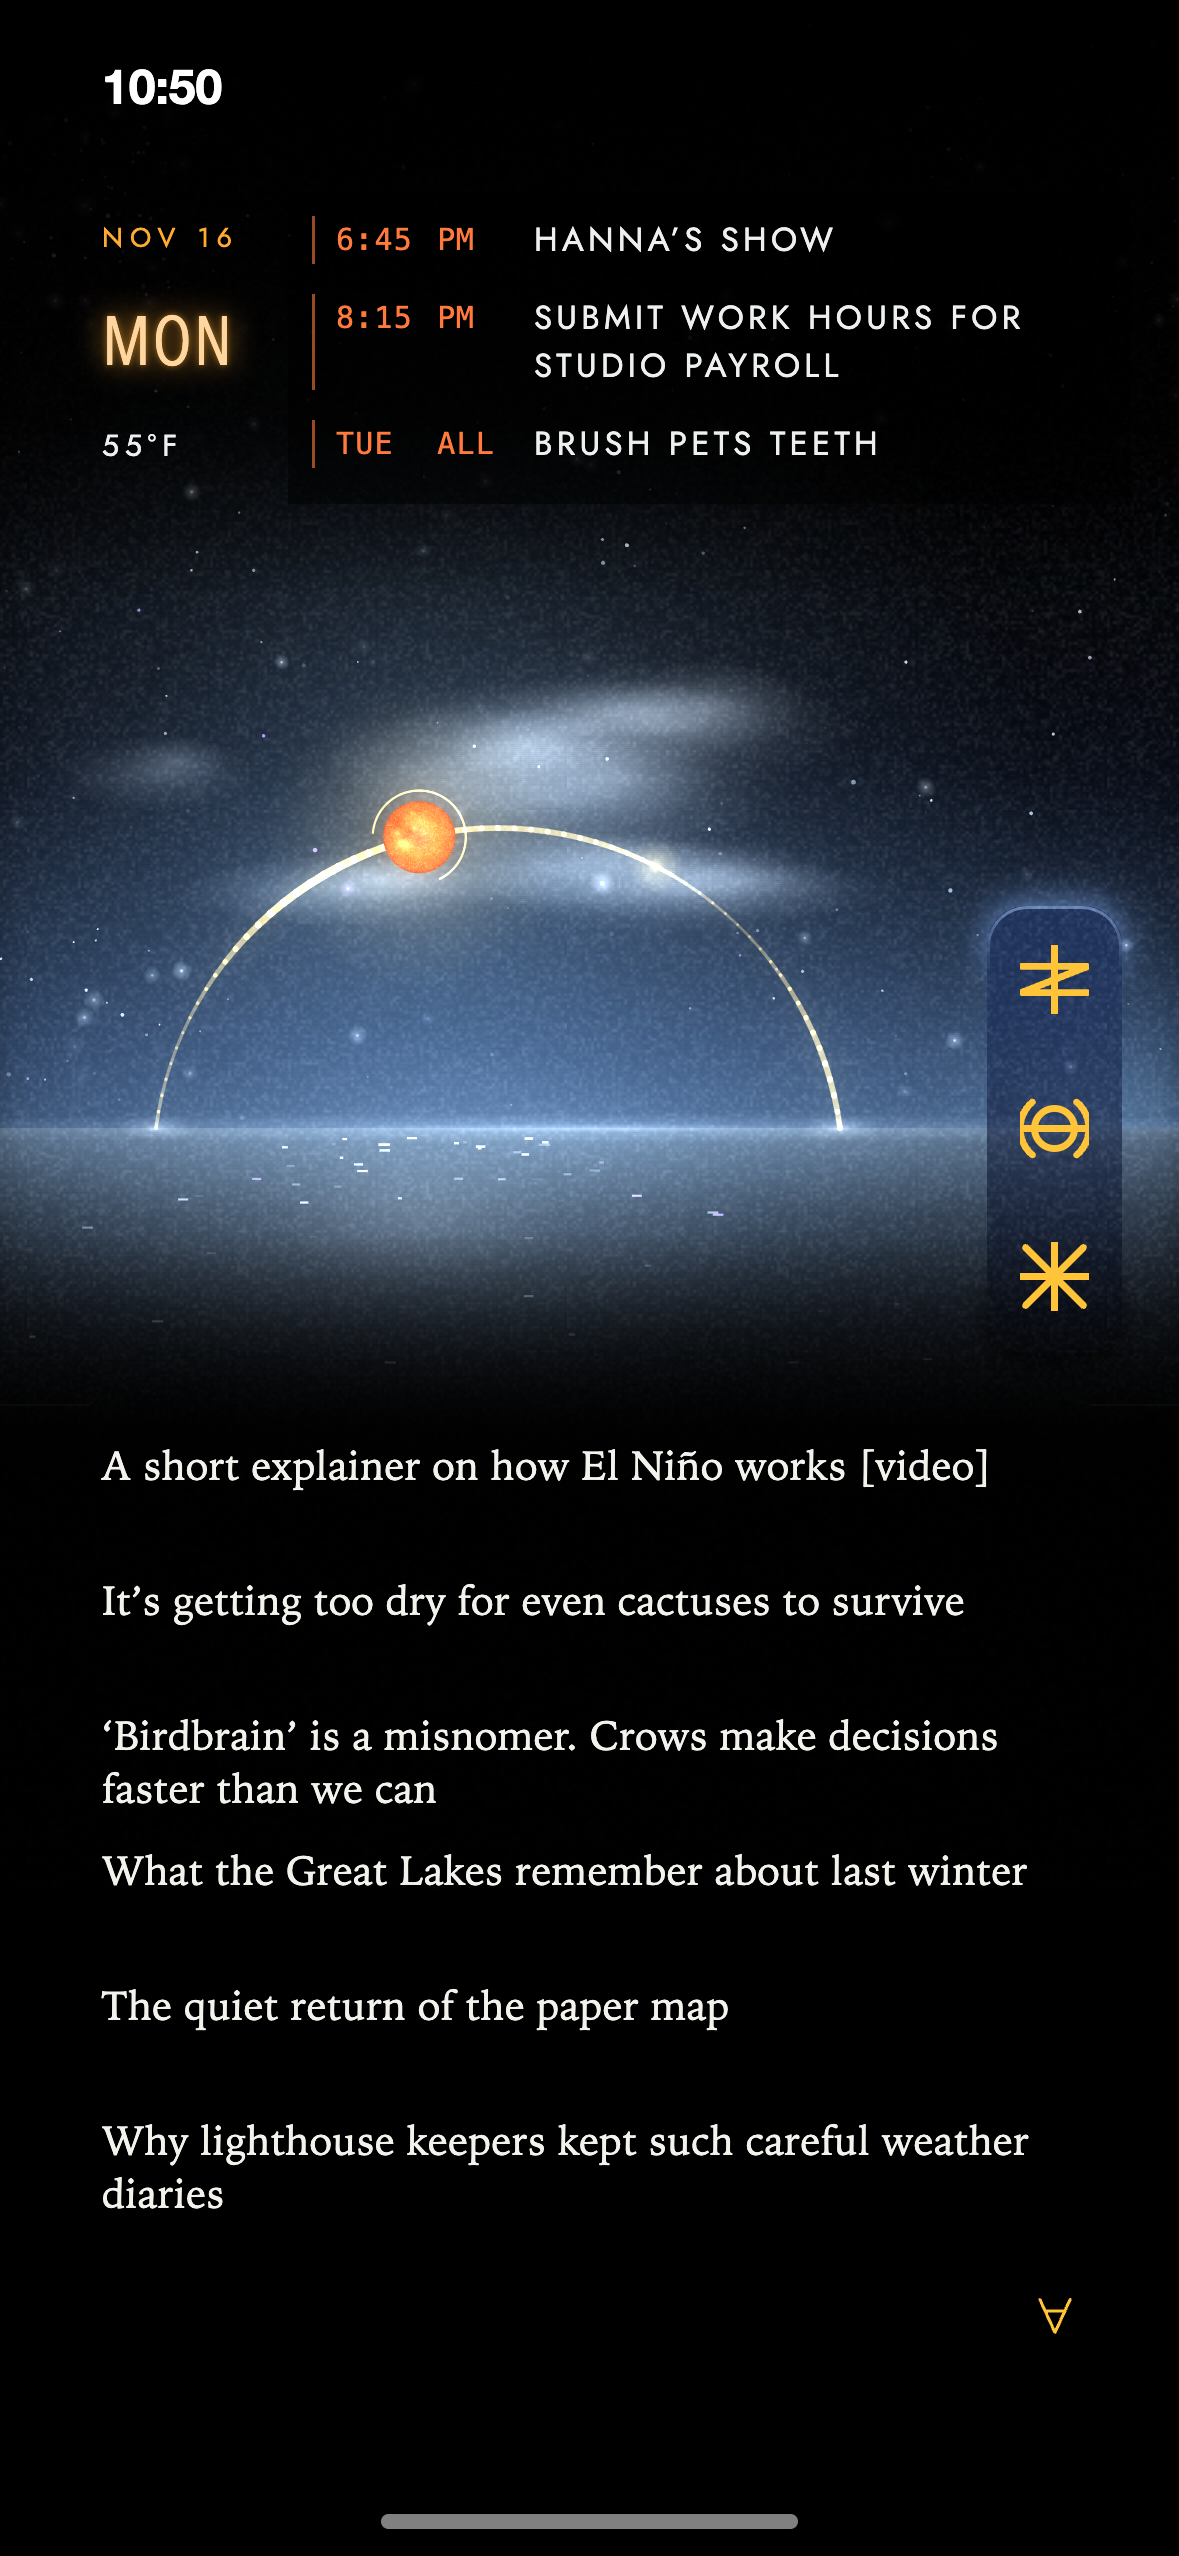 10:50
NOV 16
MON
55°F
6:45 PM HANNA’S SHOW
8:15 PM SUBMIT WORK HOURS FOR
STUDIO PAYROLL
TUE ALL BRUSH PETS TEETH
A short explainer on how El Niño works [video]
It’s getting too dry for even cactuses to survive
‘Birdbrain’ is a misnomer. Crows make decisions
faster than we can
What the Great Lakes remember about last winter
The quiet return of the paper map
Why lighthouse keepers kept such careful weather
diaries